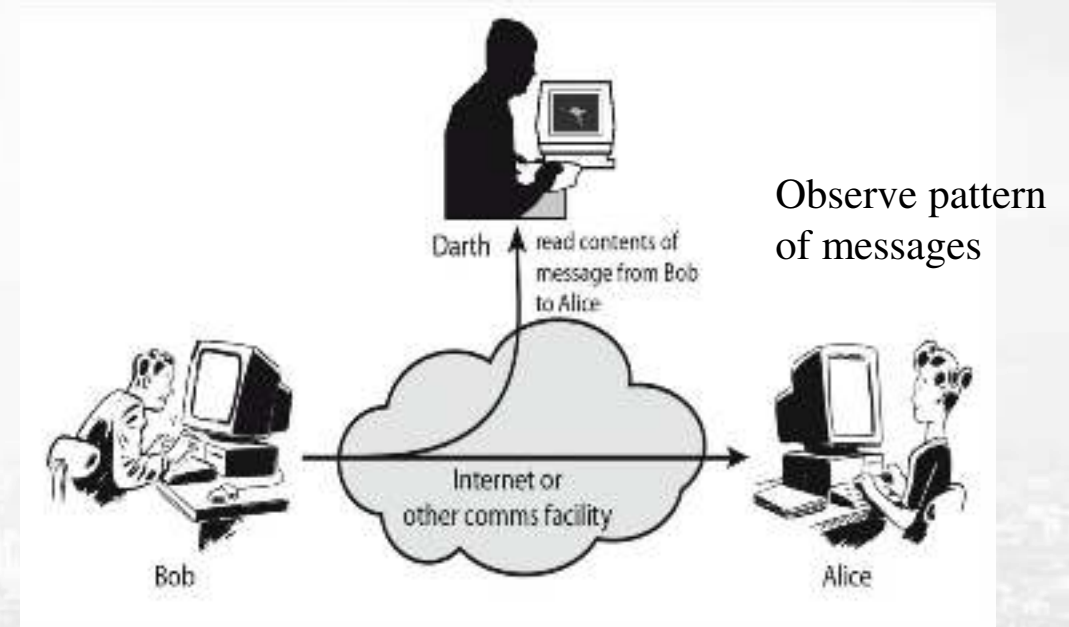 Observe pattern
of messages
Darth
read contents of
message from Bob
to Alice
Internet or
other comms facility
Bob
Alice